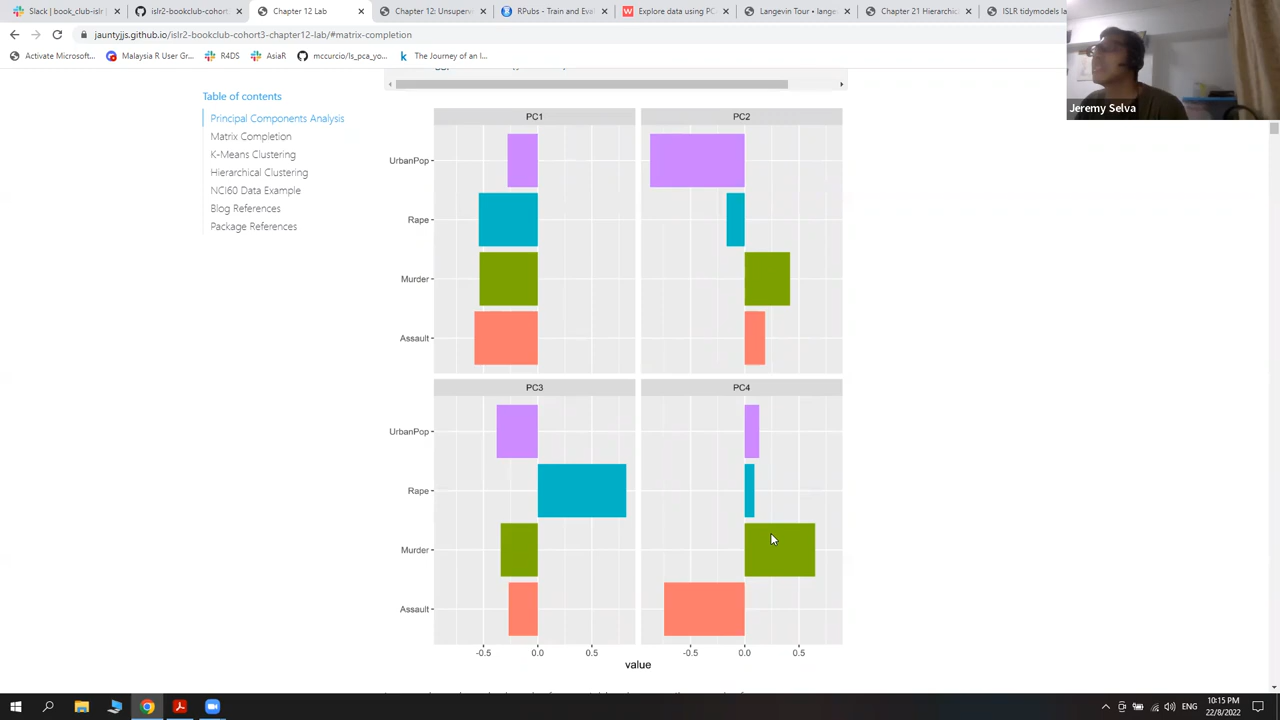 Slack | book_club-islr
islr2-bookclub-cohort
Chapter 12 Lab
Chapter 12: Unsuperv
RPubs - Train and Eval
Explore data using PC
Langevin Tour • lange
Chapter 21 Hierarchic
ISLR tidymodels la
jauntyjjs.github.io/islr2-bookclub-cohort3-chapter12-lab/#matrix-completion
Activate Microsoft...
Malaysia R User Gr...
R4DS
AsiaR
mccurcio/Is_pca_yo...
The Journey of an I...
Jeremy Selva
Table of contents
Principal Components Analysis
Matrix Completion
K-Means Clustering
Hierarchical Clustering
NCI60 Data Example
Blog References
Package References
PC1
PC2
UrbanPop
Rape
Murder
Assault
PC3
PC4
UrbanPop
Rape
Murder
Assault
-0.5 0.0 0.5 -0.5 0.0 0.5
value
ENG
10:15 PM
22/8/2022